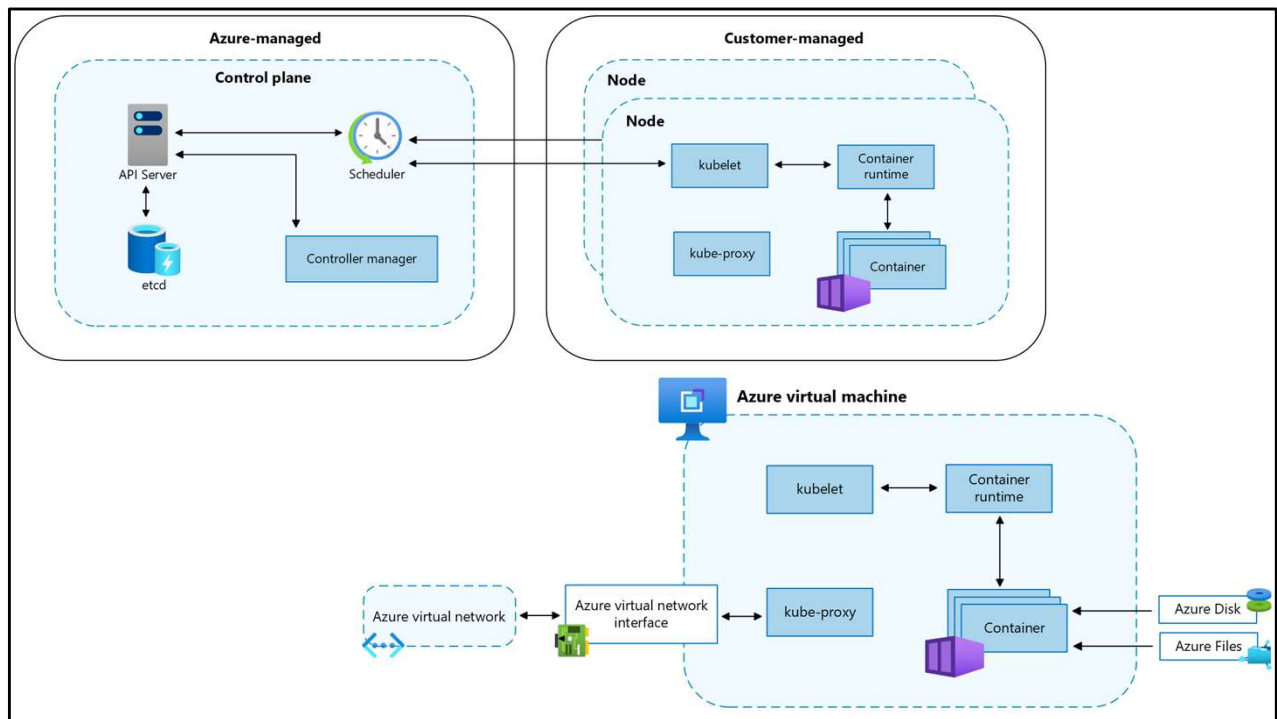 Azure-managed
Control plane
API Server
Scheduler
etcd
Controller manager
Customer-managed
Node
Node
kubelet
Container
runtime
kube-proxy
Container
Azure virtual machine
kubelet
Container
runtime
Azure virtual network
Azure virtual network
interface
kube-proxy
Container
Azure Disk
Azure Files